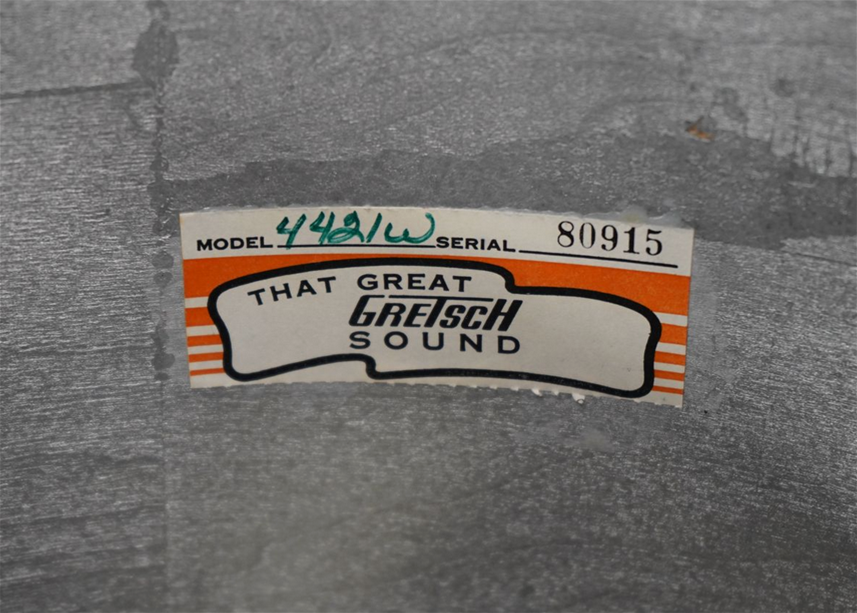 MODEL 4421W SERIAL 80915
THAT GREAT
GRETSCH
SOUND